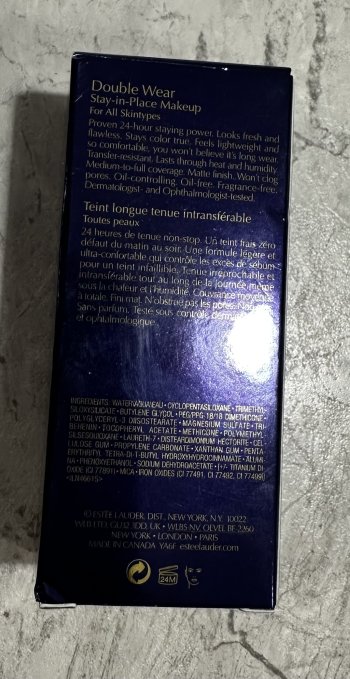 Double Wear
Stay-in-Place Makeup
For All Skintypes
Proven 24-hour staying power. Looks fresh and
flawless. Stays color true. Feels lightweight and
so comfortable, you won't believe it's long wear.
Transfer-resistant. Lasts through heat and humidity.
Medium-to-full coverage. Matte finish. Won't clog
pores. Oil-controlling. Oil-free. Fragrance-free.
Dermatologist- and Ophthalmologist-tested.
Teint longue tenue intransférable
Toutes peaux
24 heures de tenue non-stop. Un teint frais zéro
défaut du matin au soir. Une formule légère et
ultra-confortable qui contrôle les excès de sébum
pour un teint infaillible. Tenue irréprochable et
intransférable tout au long de la journée, même
sous la chaleur et l'humidité. Couvrance moyenne
à totale. Fini mat. N'obstrue pas les pores.
Sans parfum. Testé sous contrôle
et ophtalmologique.
INGREDIENTS: WATER\AQUA\EAU • CYCLOPENTASILOXANE • TRIMETHYL-
SILOXYSILICATE • BUTYLENE GLYCOL • PEG/PPG-18/18 DIMETHICONE •
POLYGLYCERYL-3 DIISOSTEARATE • MAGNESIUM SULFATE • TRI-
BEHENIN • TOCOPHERYL ACETATE • METHICONE • POLYMETHYL-
SILSESQUIOXANE • LAURETH-7 • DISTEARDIMONIUM HECTORITE • CEL-
LULOSE GUM • PROPYLENE CARBONATE • XANTHAN GUM • PENTA-
ERYTHRITYL TETRA-DI-T-BUTYL HYDROXYHYDROCINNAMATE • ALUMI-
NA • PHENOXYETHANOL • SODIUM DEHYDROACETATE • [+/- TITANIUM DI-
OXIDE (CI 77891) • MICA • IRON OXIDES (CI 77491, CI 77492, CI 77499)]
<ILN46615>
ESTĒE LAUDER, DIST., NEW YORK, N.Y. 10022
NEW YORK • LONDON • PARIS
MADE IN CANADA YA6F esteelauder.com
24M